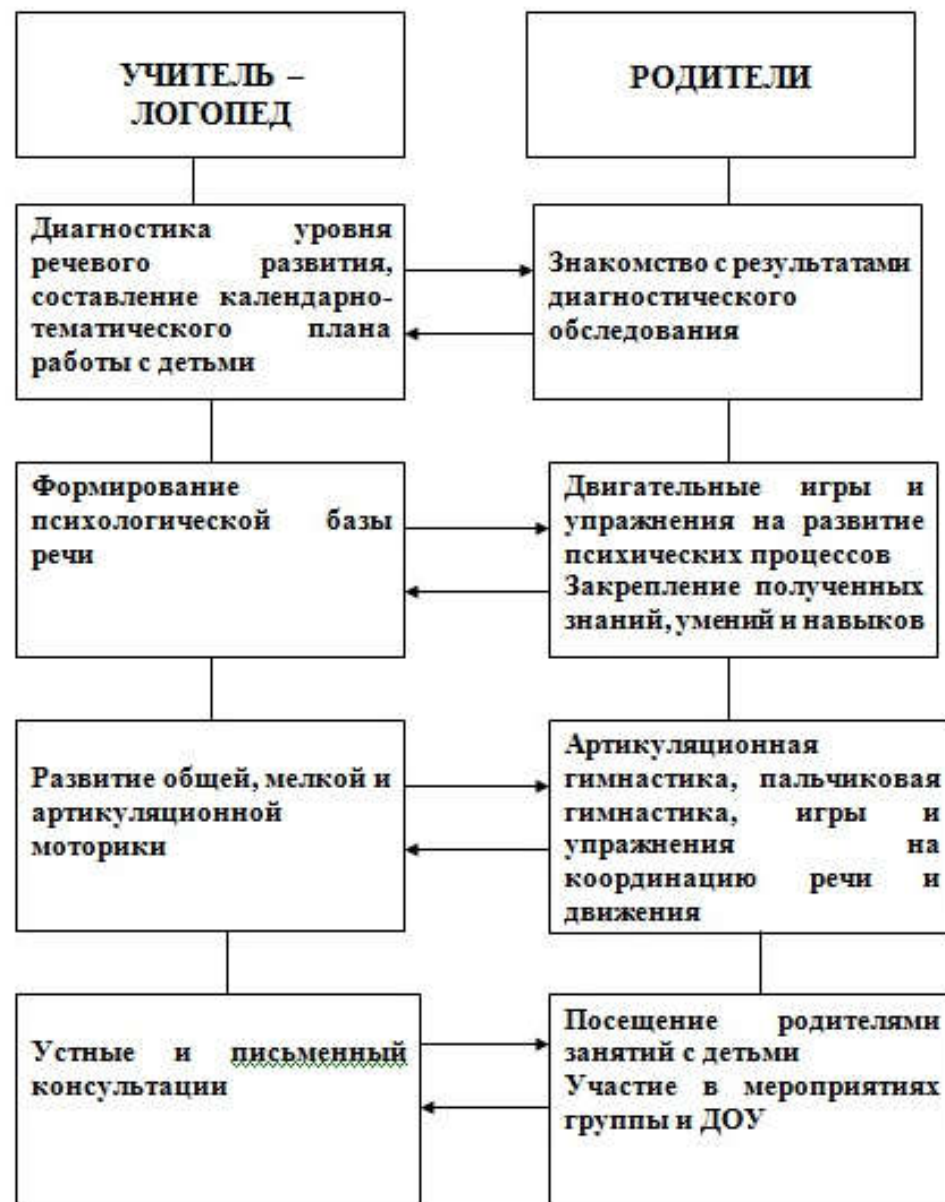 УЧИТЕЛЬ –
ЛОГОПЕД
РОДИТЕЛИ
Диагностика уровня
речевого развития,
составление календарно-
тематического плана
работы с детьми
Знакомство с результатами
диагностического
обследования
Формирование
психологической базы
речи
Двигательные игры и
упражнения на развитие
психических процессов
Закрепление полученных
знаний, умений и навыков
Развитие общей, мелкой и
артикуляционной
моторики
Артикуляционная
гимнастика, пальчиковая
гимнастика, игры и
упражнения на
координацию речи и
движения
Устные и письменный
консультации
Посещение родителями
занятий с детьми
Участие в мероприятиях
группы и ДОУ